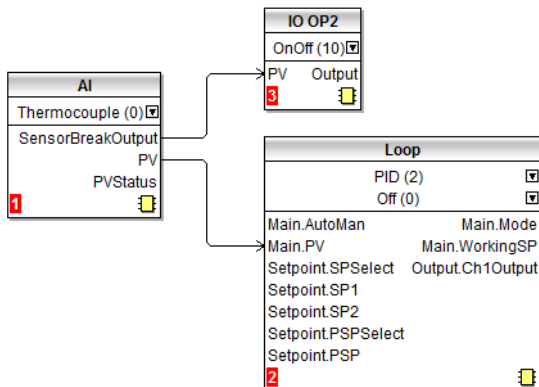 AI
Thermocouple (0)
SensorBreakOutput
PV
PVStatus
1
IO OP2
OnOff (10)
PV Output
3
Loop
PID (2)
Off (0)
Main.AutoMan Main.Mode
Main.PV Main.WorkingSP
Setpoint.SPSelect Output.Ch1Output
Setpoint.SP1
Setpoint.SP2
Setpoint.PSPSelect
Setpoint.PSP
2